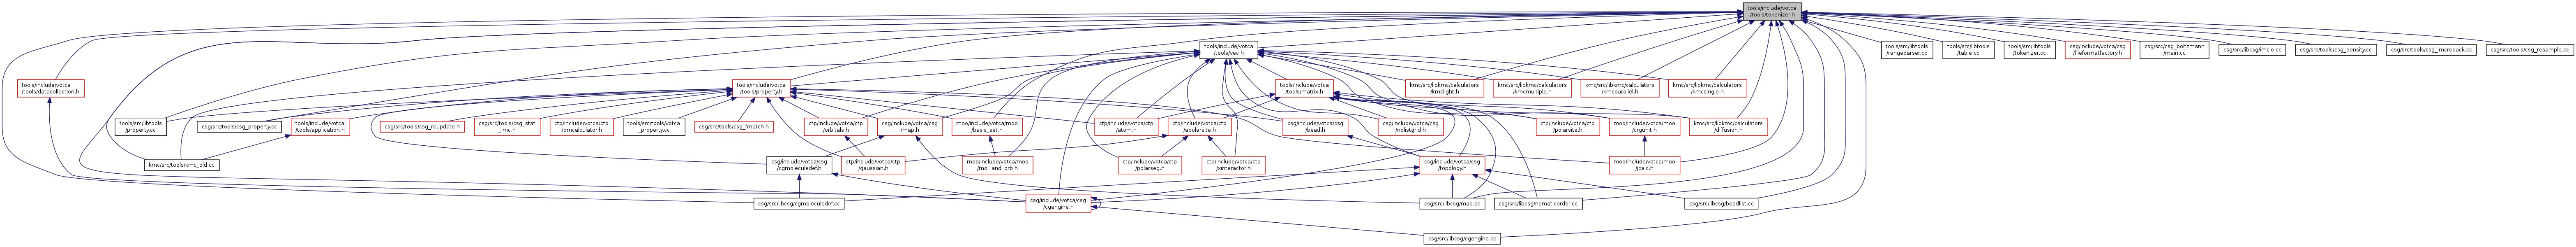 tools/include/votca
/tools/tokenizer.h
tools/include/votca
/tools/vec.h
tools/src/libtools
/rangeparser.cc
tools/src/libtools
/table.cc
tools/src/libtools
/tokenizer.cc
csg/include/votca/csg
/fileformatfactory.h
csg/src/csg_boltzmann
/main.cc
csg/src/libcsg/imcio.cc
csg/src/tools/csg_density.cc
csg/src/tools/csg_imcrepack.cc
csg/src/tools/csg_resample.cc
tools/include/votca
/tools/datacollection.h
tools/include/votca
/tools/property.h
tools/include/votca
/tools/matrix.h
kmc/src/libkmc/calculators
/kmclight.h
kmc/src/libkmc/calculators
/kmcmultiple.h
kmc/src/libkmc/calculators
/kmcparallel.h
kmc/src/libkmc/calculators
/kmcsingle.h
tools/src/libtools
/property.cc
csg/src/tools/csg_property.cc
tools/include/votca
/tools/application.h
csg/src/tools/csg_reupdate.h
csg/src/tools/csg_stat
_imc.h
ctp/include/votca/ctp
/qmcalculator.h
tools/src/tools/votca
_property.cc
csg/src/tools/csg_fmatch.h
ctp/include/votca/ctp
/orbitals.h
csg/include/votca/csg
/map.h
moo/include/votca/moo
/basis_set.h
ctp/include/votca/ctp
/atom.h
ctp/include/votca/ctp
/apolarsite.h
csg/include/votca/csg
/bead.h
csg/include/votca/csg
/nblistgrid.h
ctp/include/votca/ctp
/polarsite.h
moo/include/votca/moo
/crgunit.h
kmc/src/libkmc/calculators
/diffusion.h
kmc/src/tools/kmc_old.cc
csg/include/votca/csg
/cgmoleculedef.h
ctp/include/votca/ctp
/gaussian.h
moo/include/votca/moo
/mol_and_orb.h
ctp/include/votca/ctp
/polarseg.h
ctp/include/votca/ctp
/xinteractor.h
csg/include/votca/csg
/topology.h
moo/include/votca/moo
/jcalc.h
csg/src/libcsg/cgmoleculedef.cc
csg/include/votca/csg
/cgengine.h
csg/src/libcsg/map.cc
csg/src/libcsg/nematicorder.cc
csg/src/libcsg/beadlist.cc
csg/src/libcsg/cgengine.cc